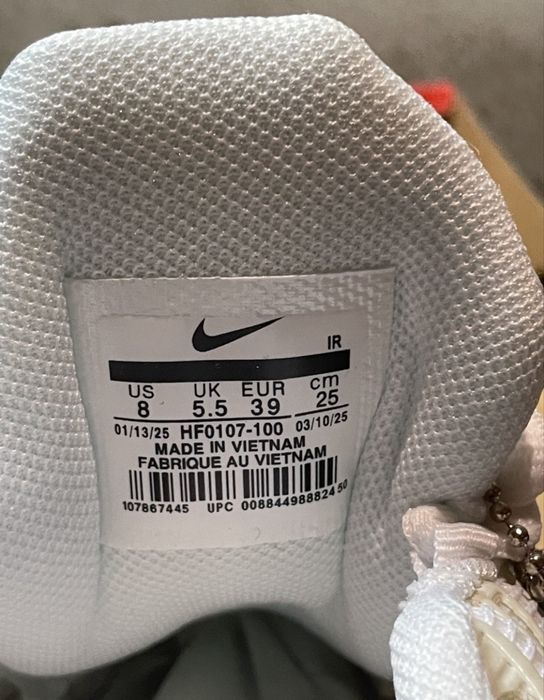 IR
US UK EUR cm
8 5.5 39 25
01/13/25 HF0107-100 03/10/25
MADE IN VIETNAM
FABRIQUE AU VIETNAM
107867445 UPC 00884498882450